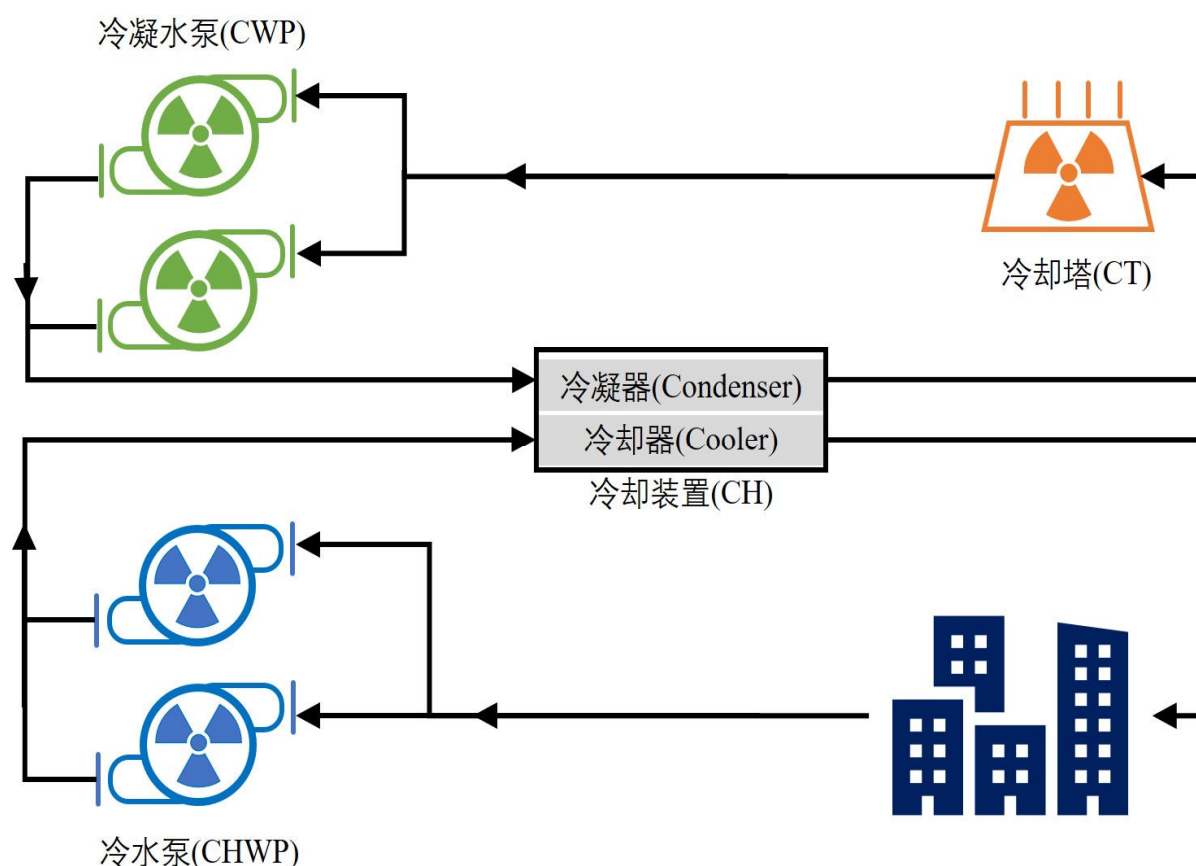 冷凝水泵(CWP)
冷却塔(CT)
冷凝器(Condenser)
冷却器(Cooler)
冷却装置(CH)
冷水泵(CHWP)